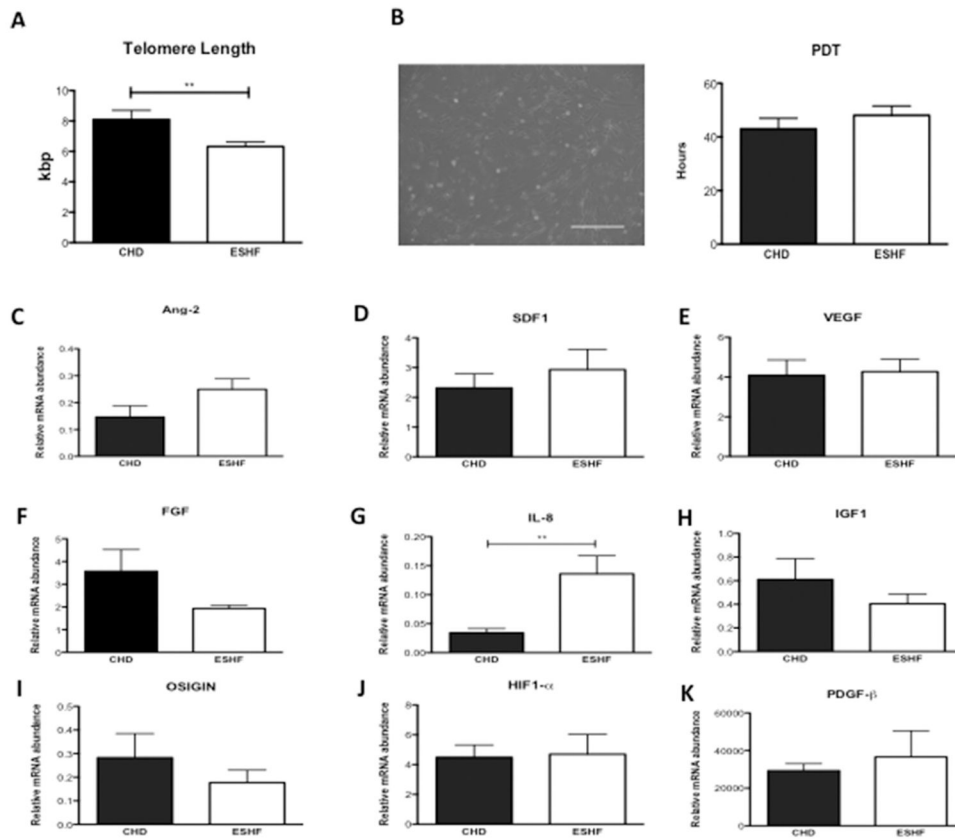 A
Telomere Length
**
kbp
10
8
6
4
2
0
CHD
ESHF
B
PDT
Hours
60
40
20
0
CHD
ESHF
C
Ang-2
Relative mRNA abundance
0.4
0.3
0.2
0.1
0.0
CHD
ESHF
D
SDF1
Relative mRNA abundance
4
3
2
1
0
CHD
ESHF
E
VEGF
Relative mRNA abundance
6
4
2
0
CHD
ESHF
F
FGF
Relative mRNA abundance
5
4
3
2
1
0
CHD
ESHF
G
IL-8
**
Relative mRNA abundance
0.20
0.15
0.10
0.05
0.00
CHD
ESHF
H
IGF1
Relative mRNA abundance
1.0
0.8
0.6
0.4
0.2
0.0
CHD
ESHF
I
OSIGIN
Relative mRNA abundance
0.5
0.4
0.3
0.2
0.1
0.0
CHD
ESHF
J
HIF1-α
Relative mRNA abundance
8
6
4
2
0
CHD
ESHF
K
PDGF-β
Relative mRNA abundance
60000
40000
20000
0
CHD
ESHF